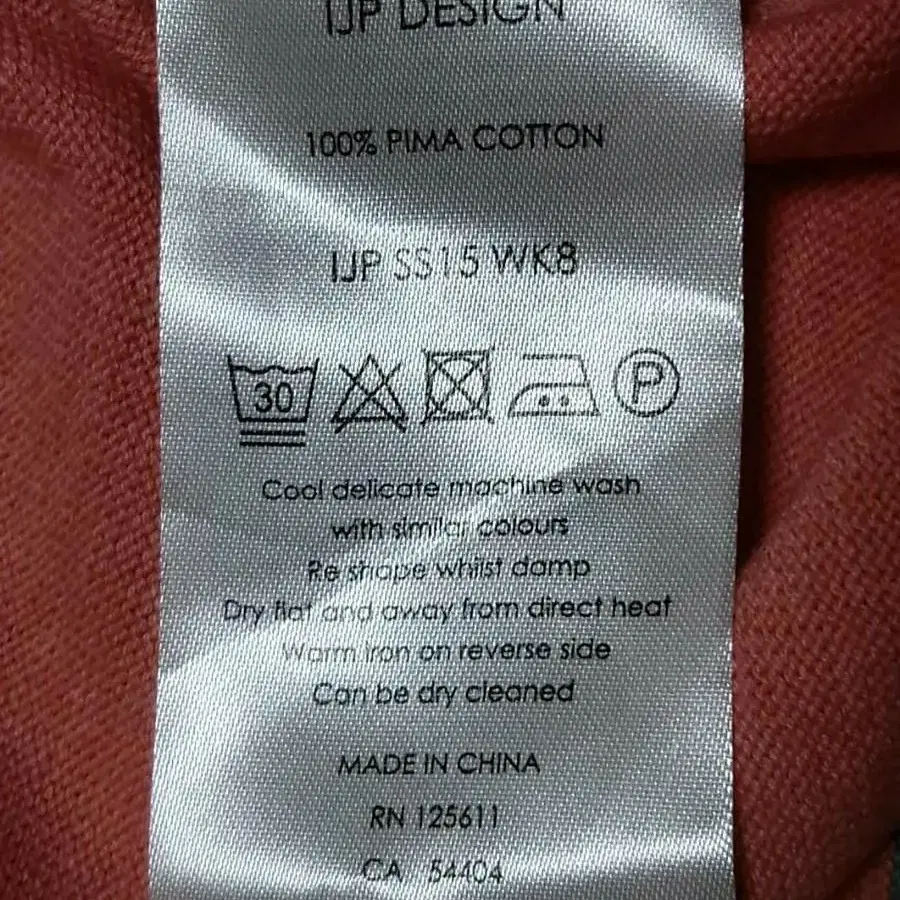 IJP DESIGN
100% PIMA COTTON
IJP SS15 WK8
30 P
Cool delicate machine wash
with similar colours
Re shape whilst damp
Dry flat and away from direct heat
Warm iron on reverse side
Can be dry cleaned
MADE IN CHINA
RN 125611
CA 54404